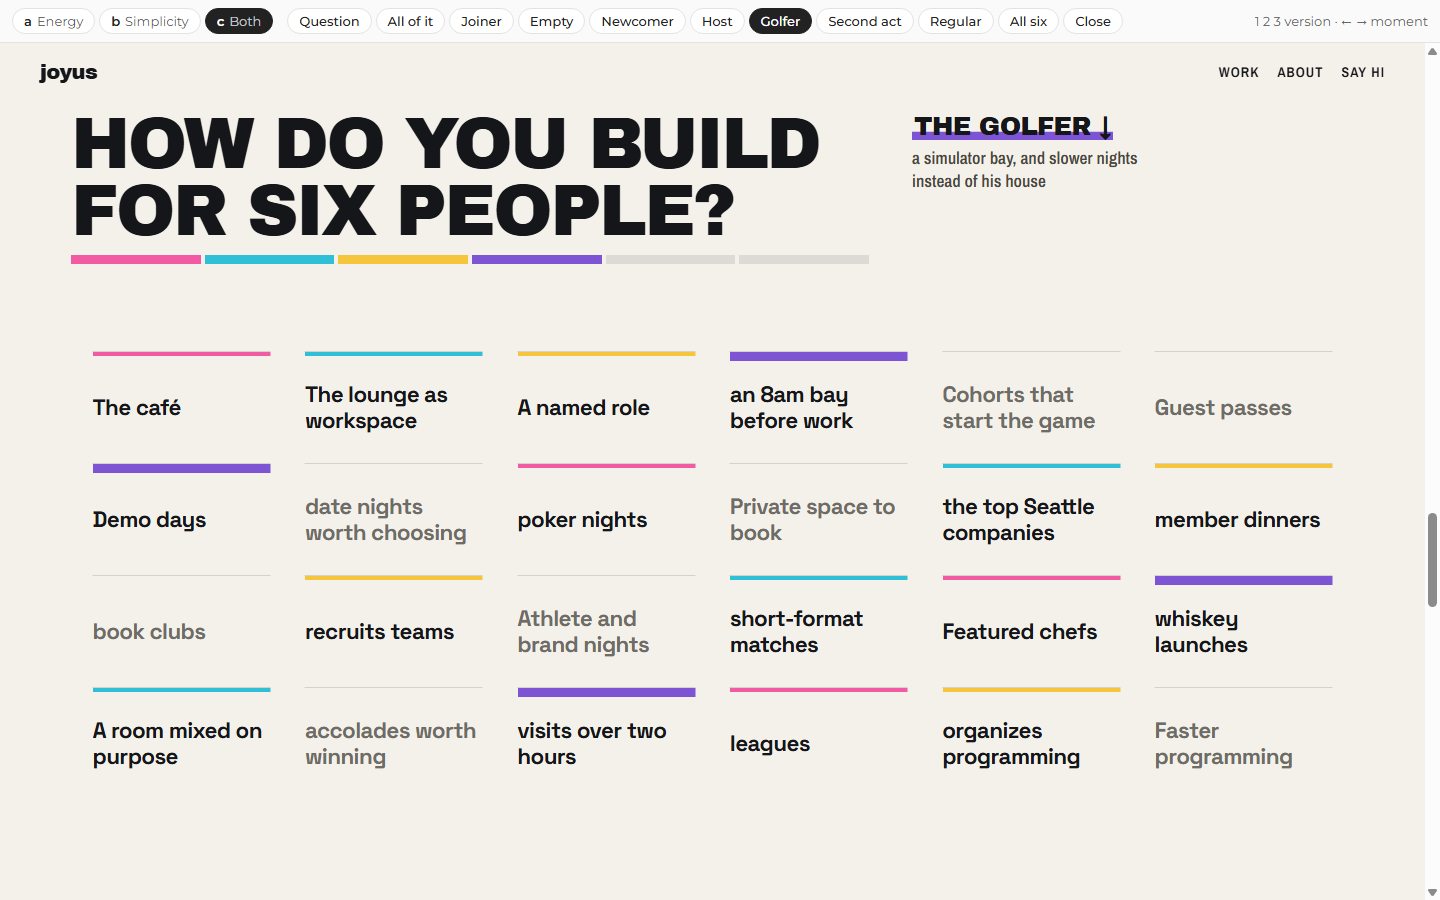 a Energy b Simplicity c Both Question All of it Joiner Empty Newcomer Host Golfer Second act Regular All six Close 1 2 3 version · ← → moment
joyus WORK ABOUT SAY HI
HOW DO YOU BUILD
FOR SIX PEOPLE?
THE GOLFER ↓
a simulator bay, and slower nights
instead of his house
The café
The lounge as
workspace
A named role
an 8am bay
before work
Cohorts that
start the game
Guest passes
Demo days
date nights
worth choosing
poker nights
Private space to
book
the top Seattle
companies
member dinners
book clubs
recruits teams
Athlete and
brand nights
short-format
matches
Featured chefs
whiskey
launches
A room mixed on
purpose
accolades worth
winning
visits over two
hours
leagues
organizes
programming
Faster
programming